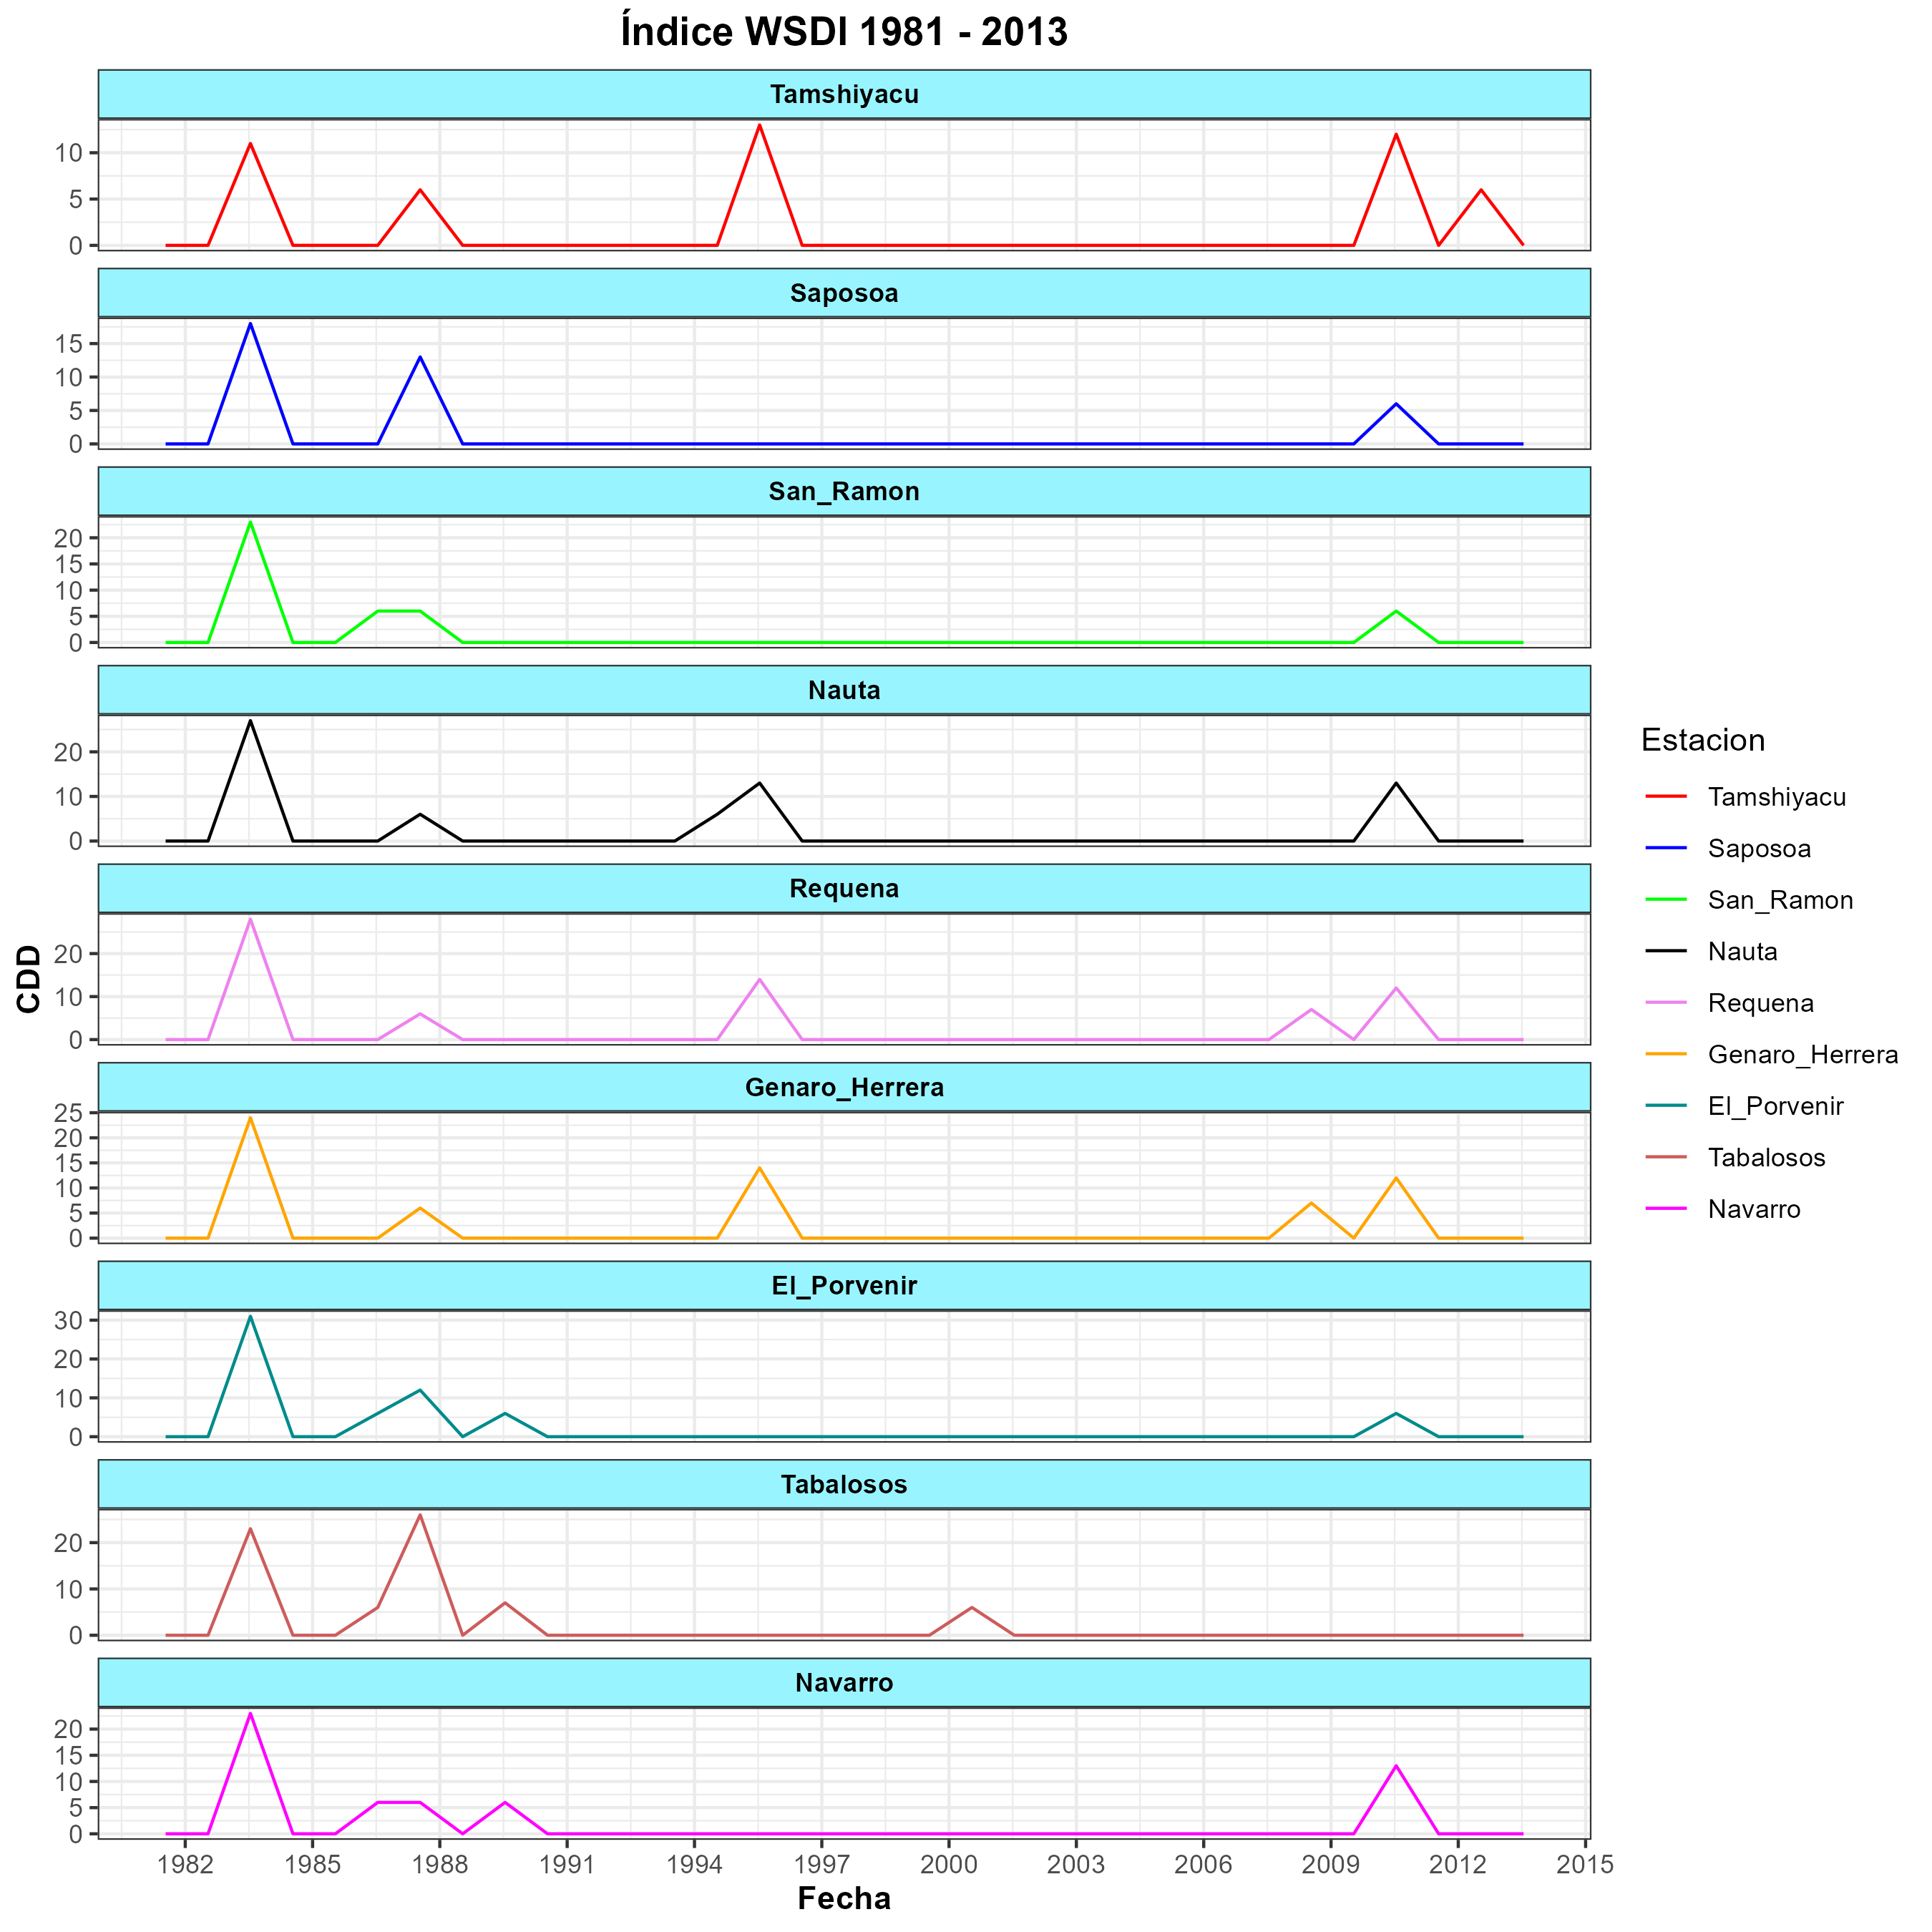 Índice WSDI 1981 - 2013
Tamshiyacu
10
5
0
Saposoa
15
10
5
0
San_Ramon
20
15
10
5
0
Nauta
20
10
0
Requena
20
10
0
Genaro_Herrera
25
20
15
10
5
0
El_Porvenir
30
20
10
0
Tabalosos
20
10
0
Navarro
20
15
10
5
0
1982 1985 1988 1991 1994 1997 2000 2003 2006 2009 2012 2015
Fecha
CDD
Estacion
Tamshiyacu
Saposoa
San_Ramon
Nauta
Requena
Genaro_Herrera
El_Porvenir
Tabalosos
Navarro